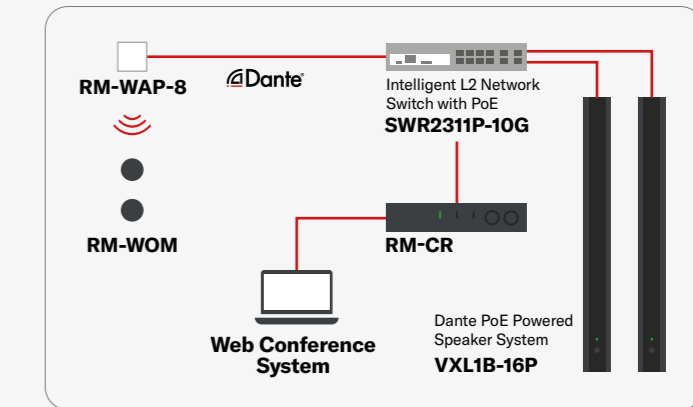 RM-WAP-8
Dante®
Intelligent L2 Network
Switch with PoE
SWR2311P-10G
RM-WOM
RM-CR
Web Conference
System
Dante PoE Powered
Speaker System
VXL1B-16P